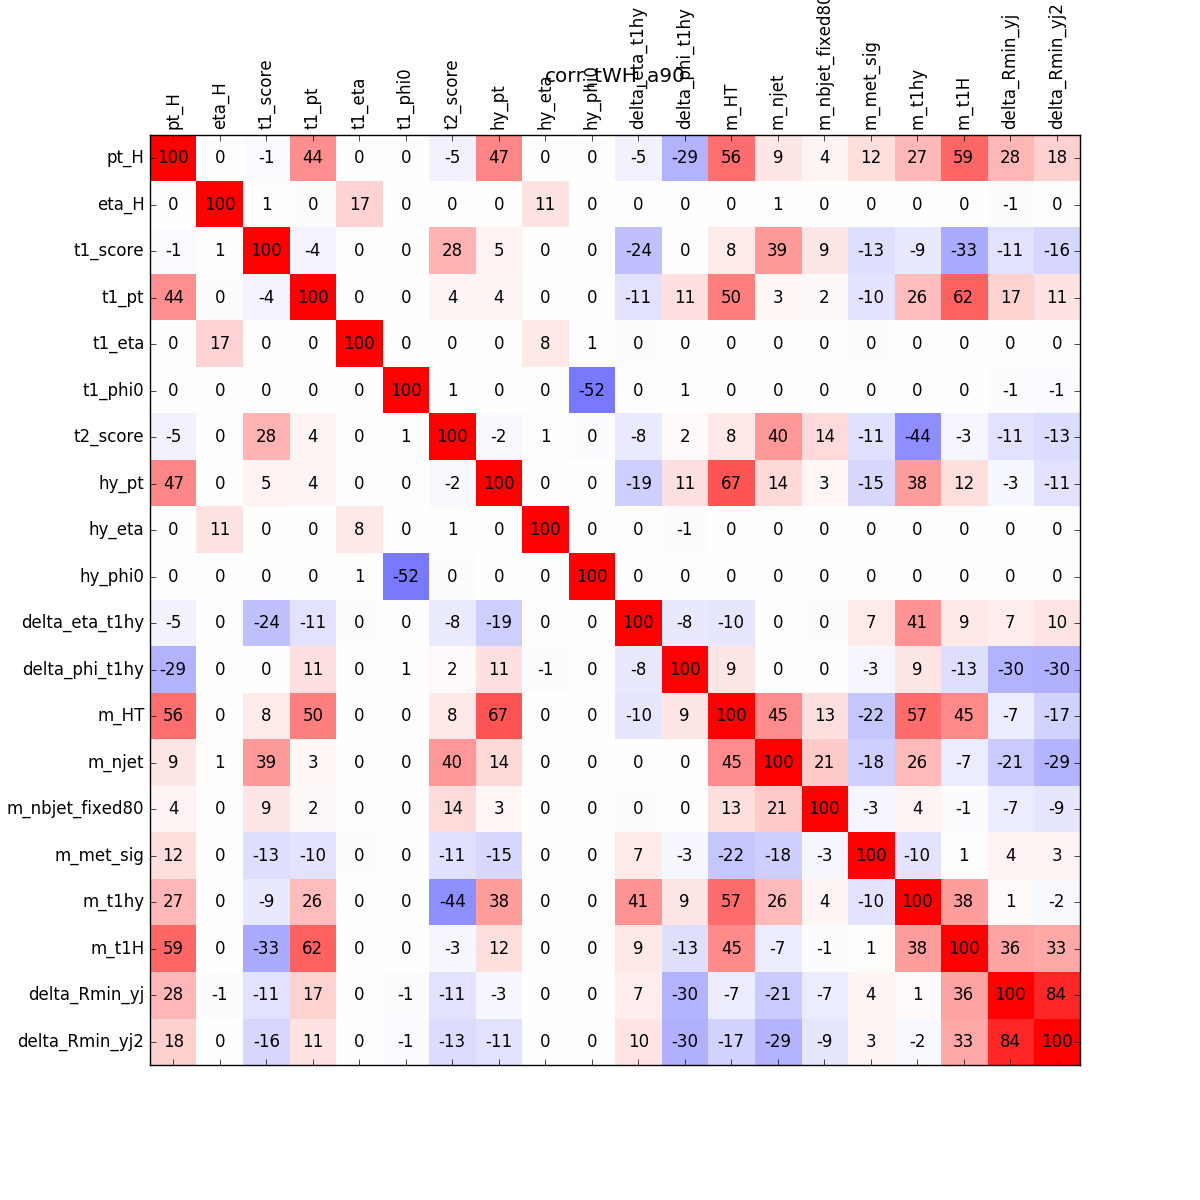 corr. tWH_a90
pt_H eta_H t1_score t1_pt t1_eta t1_phi0 t2_score hy_pt hy_eta hy_phi0 delta_eta_t1hy delta_phi_t1hy m_HT m_njet m_nbjet_fixed80 m_met_sig m_t1hy m_t1H delta_Rmin_yj delta_Rmin_yj2
pt_H 100 0 -1 44 0 0 -5 47 0 0 -5 -29 56 9 4 12 27 59 28 18
eta_H 0 100 1 0 17 0 0 0 11 0 0 0 0 1 0 0 0 0 -1 0
t1_score -1 1 100 -4 0 0 28 5 0 0 -24 0 8 39 9 -13 -9 -33 -11 -16
t1_pt 44 0 -4 100 0 0 4 4 0 0 -11 11 50 3 2 -10 26 62 17 11
t1_eta 0 17 0 0 100 0 0 0 8 1 0 0 0 0 0 0 0 0 0 0
t1_phi0 0 0 0 0 0 100 1 0 0 -52 0 1 0 0 0 0 0 0 -1 -1
t2_score -5 0 28 4 0 1 100 -2 1 0 -8 2 8 40 14 -11 -44 -3 -11 -13
hy_pt 47 0 5 4 0 0 -2 100 0 0 -19 11 67 14 3 -15 38 12 -3 -11
hy_eta 0 11 0 0 8 0 1 0 100 0 0 -1 0 0 0 0 0 0 0 0
hy_phi0 0 0 0 0 1 -52 0 0 0 100 0 0 0 0 0 0 0 0 0 0
delta_eta_t1hy -5 0 -24 -11 0 0 -8 -19 0 0 100 -8 -10 0 0 7 41 9 7 10
delta_phi_t1hy -29 0 0 11 0 1 2 11 -1 0 -8 100 9 0 0 -3 9 -13 -30 -30
m_HT 56 0 8 50 0 0 8 67 0 0 -10 9 100 45 13 -22 57 45 -7 -17
m_njet 9 1 39 3 0 0 40 14 0 0 0 0 45 100 21 -18 26 -7 -21 -29
m_nbjet_fixed80 4 0 9 2 0 0 14 3 0 0 0 0 13 21 100 -3 4 -1 -7 -9
m_met_sig 12 0 -13 -10 0 0 -11 -15 0 0 7 -3 -22 -18 -3 100 -10 1 4 3
m_t1hy 27 0 -9 26 0 0 -44 38 0 0 41 9 57 26 4 -10 100 38 1 -2
m_t1H 59 0 -33 62 0 0 -3 12 0 0 9 -13 45 -7 -1 1 38 100 36 33
delta_Rmin_yj 28 -1 -11 17 0 -1 -11 -3 0 0 7 -30 -7 -21 -7 4 1 36 100 84
delta_Rmin_yj2 18 0 -16 11 0 -1 -13 -11 0 0 10 -30 -17 -29 -9 3 -2 33 84 100